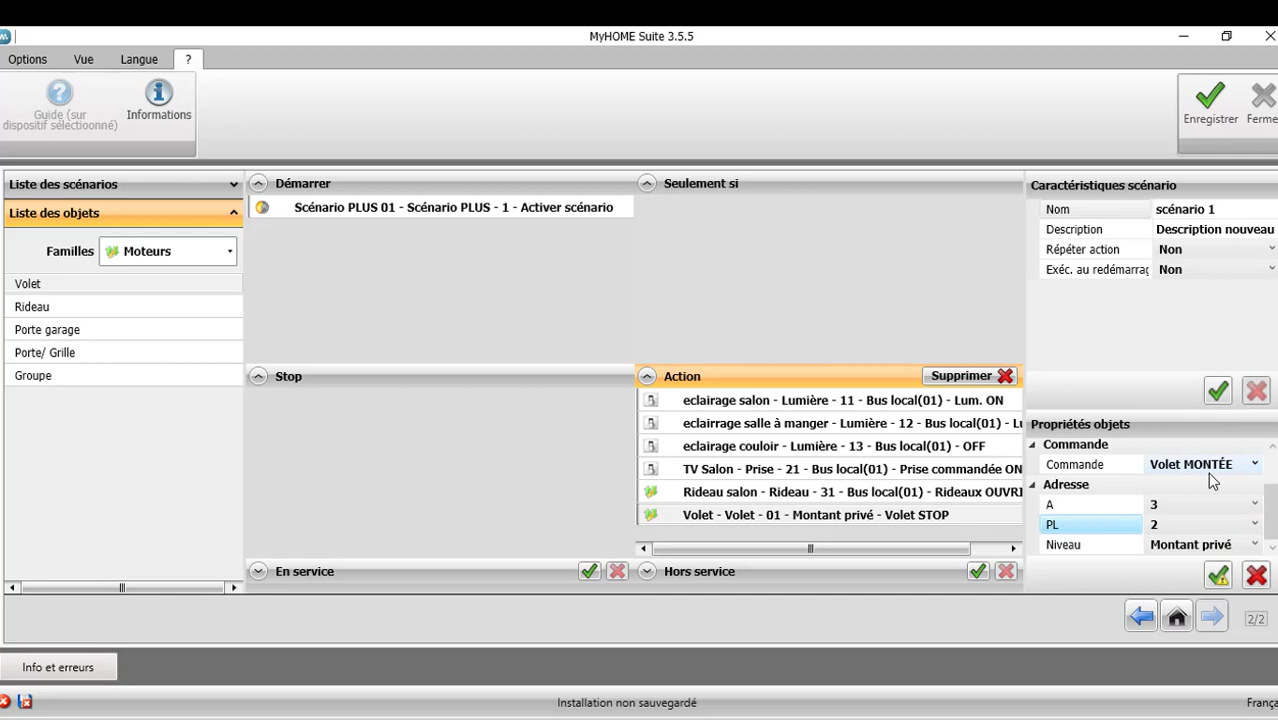 MyHOME Suite 3.5.5
Options Vue Langue ?
Guide (sur
dispositif sélectionné)
Informations
Enregistrer Ferme
Liste des scénarios
Liste des objets
Familles Moteurs
Volet
Rideau
Porte garage
Porte/ Grille
Groupe
Démarrer
Scénario PLUS 01 - Scénario PLUS - 1 - Activer scénario
Seulement si
Stop
Action Supprimer
eclairage salon - Lumière - 11 - Bus local(01) - Lum. ON
eclairrage salle à manger - Lumière - 12 - Bus local(01) - Lu
eclairage couloir - Lumière - 13 - Bus local(01) - OFF
TV Salon - Prise - 21 - Bus local(01) - Prise commandée ON
Rideau salon - Rideau - 31 - Bus local(01) - Rideaux OUVRI
Volet - Volet - 01 - Montant privé - Volet STOP
En service
Hors service
Caractéristiques scénario
Nom scénario 1
Description Description nouveau
Répéter action Non
Exéc. au redémarrag Non
Propriétés objets
Commande
Commande Volet MONTÉE
Adresse
A 3
PL 2
Niveau Montant privé
2/2
Info et erreurs
Installation non sauvegardé
França